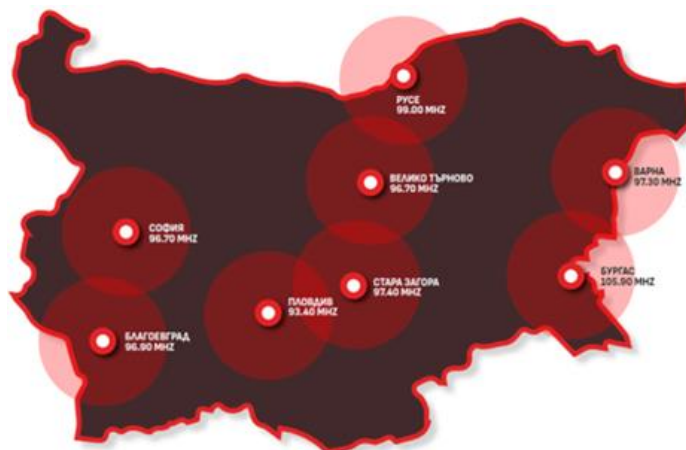 РУСЕ
99.00 MHZ
ВЕЛИКО ТЪРНОВО
96.70 MHZ
ВАРНА
97.30 MHZ
СОФИЯ
96.70 MHZ
БУРГАС
105.90 MHZ
СТАРА ЗАГОРА
97.40 MHZ
ПЛОВДИВ
93.40 MHZ
БЛАГОЕВГРАД
96.90 MHZ